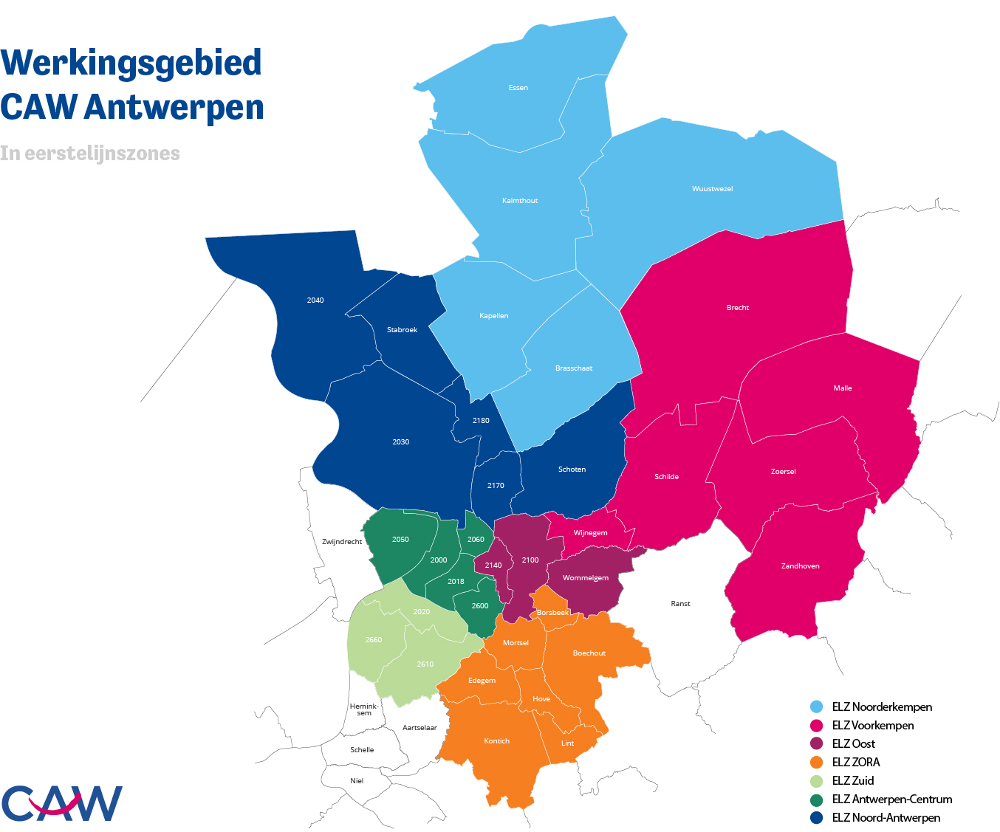 Werkingsgebied
CAW Antwerpen
In eerstelijnszones
Essen
Kalmthout
Wuustwezel
2040
Stabroek
Kapellen
Brecht
Brasschaat
Malle
2180
2030
Schoten
2170
Schilde
Zoersel
Zwijndrecht
2050
2060
Wijnegem
2000
2140
2100
Zandhoven
2018
Wommelgem
2600
2020
Borsbeek
Ranst
2660
Mortsel
Boechout
2610
Edegem
Hove
Hemink-
sem
Aartselaar
Kontich
Lint
Schelle
Niel
ELZ Noorderkempen
ELZ Voorkempen
ELZ Oost
ELZ ZORA
ELZ Zuid
ELZ Antwerpen-Centrum
ELZ Noord-Antwerpen
CAW